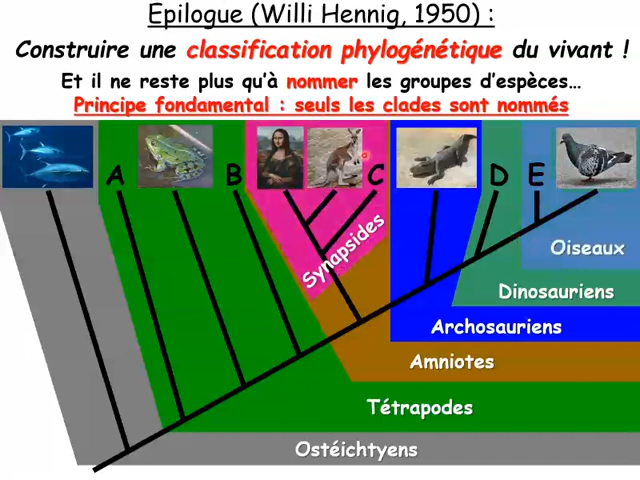 Epilogue (Willi Hennig, 1950) :
Construire une classification phylogénétique du vivant !
Et il ne reste plus qu'à nommer les groupes d'espèces…
Principe fondamental : seuls les clades sont nommés
A B C D E
Synapsides
Oiseaux
Dinosauriens
Archosauriens
Amniotes
Tétrapodes
Ostéichtyens